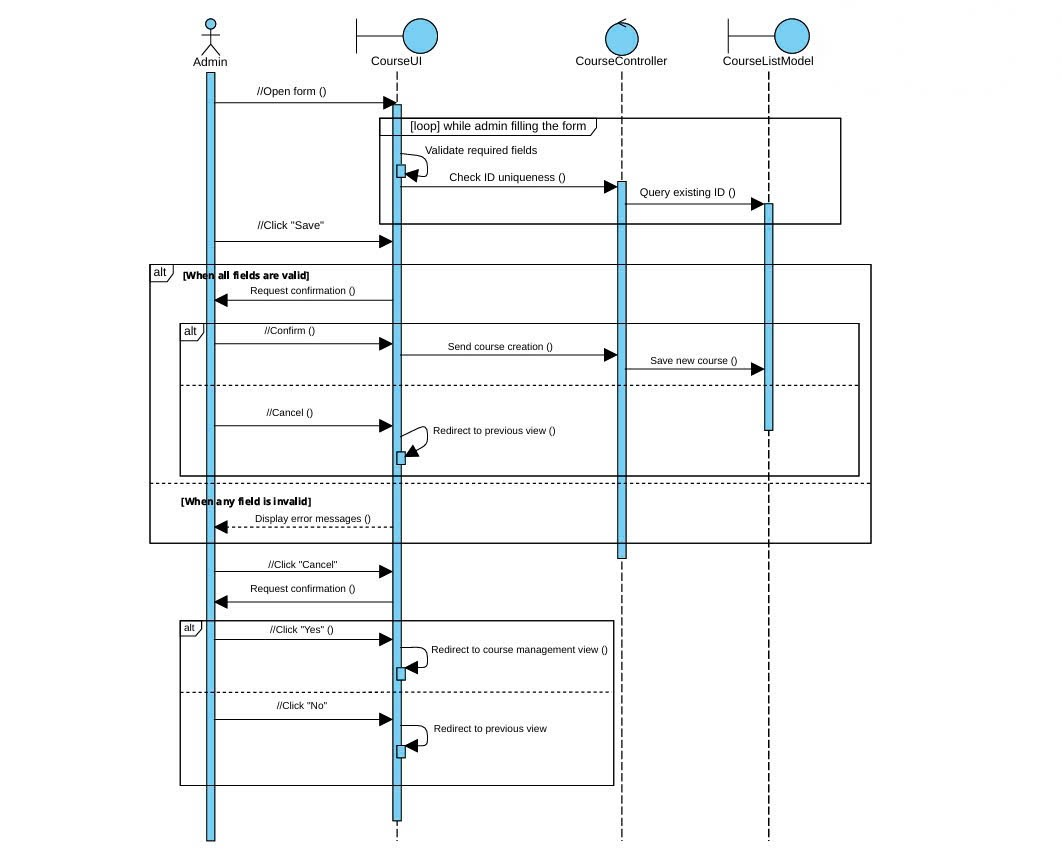 Admin
CourseUI
CourseController
CourseListModel
//Open form ()
[loop] while admin filling the form
Validate required fields
Check ID uniqueness ()
Query existing ID ()
//Click "Save"
alt
[When all fields are valid]
Request confirmation ()
alt
//Confirm ()
Send course creation ()
Save new course ()
//Cancel ()
Redirect to previous view ()
[When any field is invalid]
Display error messages ()
//Click "Cancel"
Request confirmation ()
alt
//Click "Yes" ()
Redirect to course management view ()
//Click "No"
Redirect to previous view